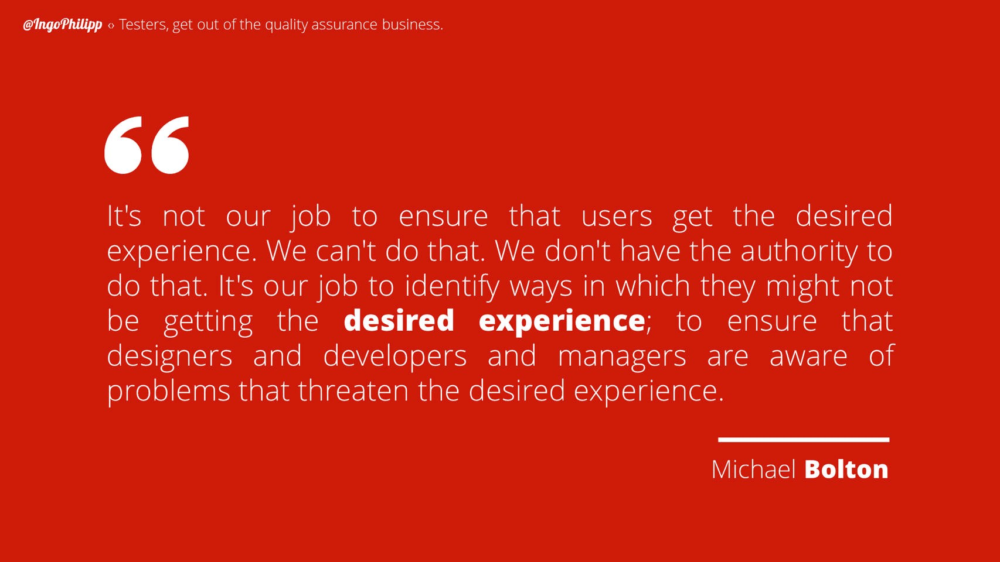 @IngoPhilipp ‹› Testers, get out of the quality assurance business.
“
It's not our job to ensure that users get the desired
experience. We can't do that. We don't have the authority to
do that. It's our job to identify ways in which they might not
be getting the desired experience; to ensure that
designers and developers and managers are aware of
problems that threaten the desired experience.
Michael Bolton